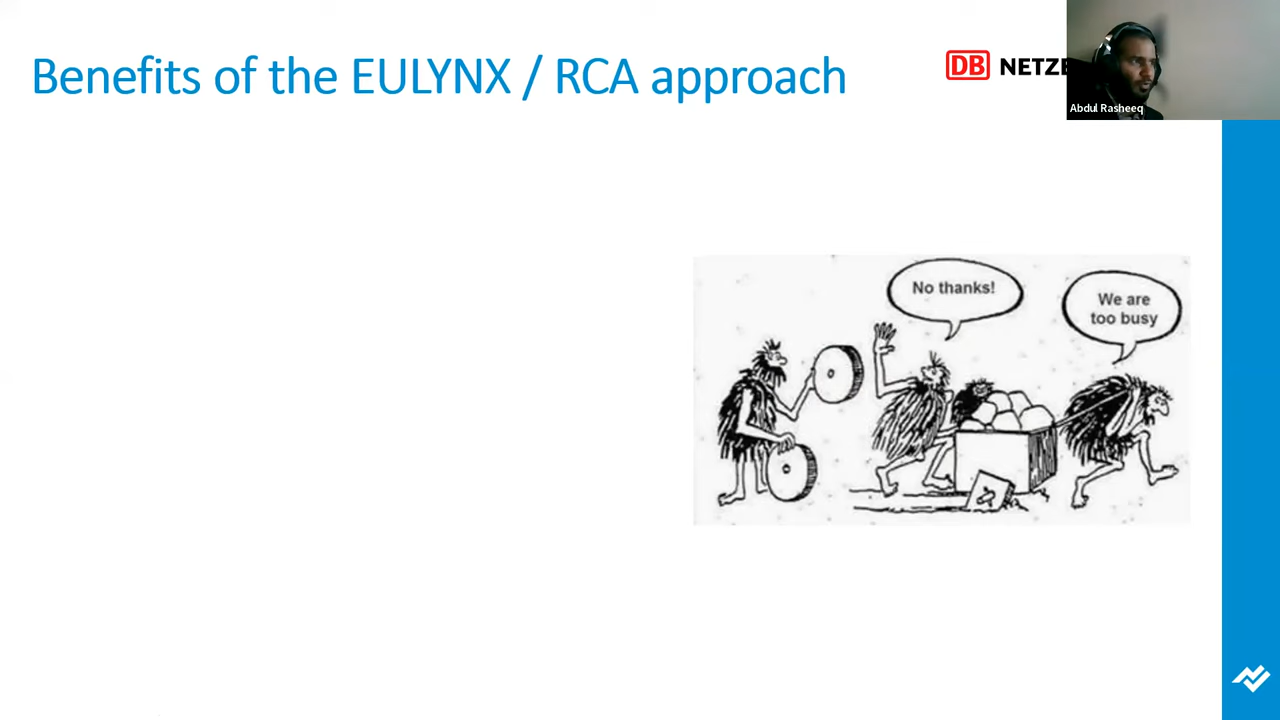 Benefits of the EULYNX / RCA approach
DB NETZE
Abdul Rasheeq
No thanks!
We are
too busy